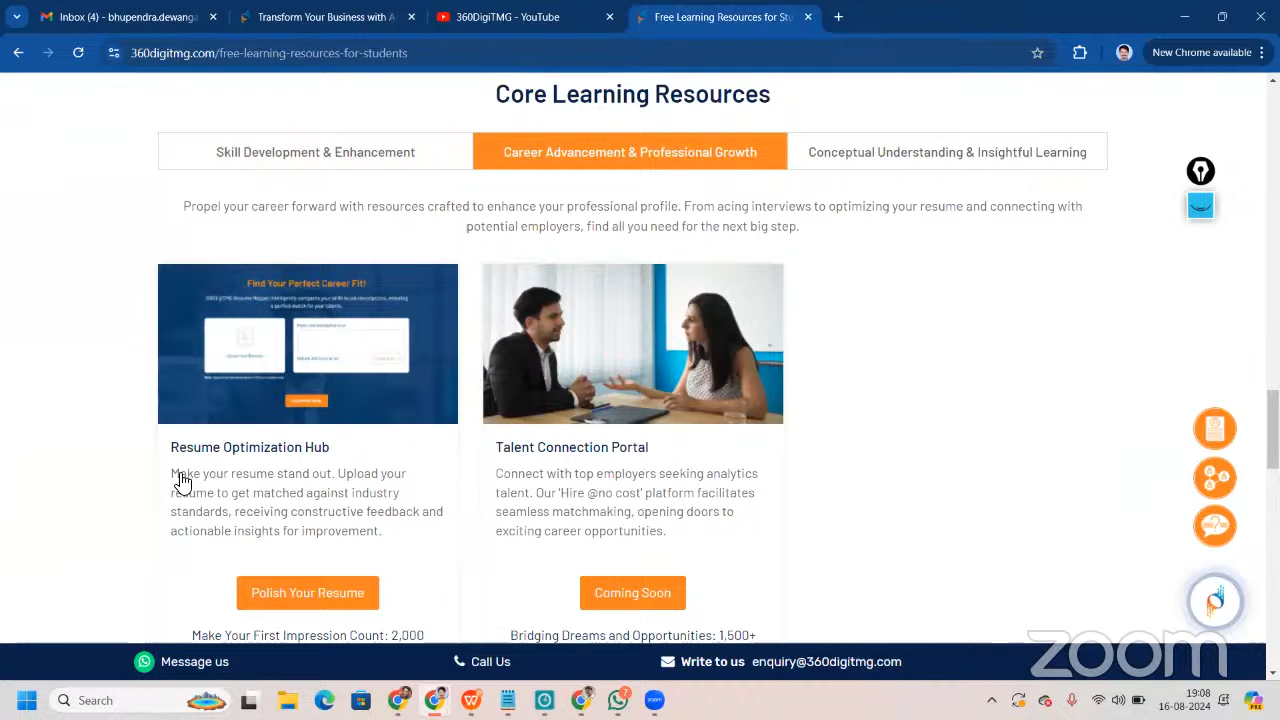 Inbox (4) - bhupendra.dewanga
Transform Your Business with A
360DigiTMG - YouTube
Free Learning Resources for Stu
360digitmg.com/free-learning-resources-for-students
New Chrome available
Core Learning Resources
Skill Development & Enhancement
Career Advancement & Professional Growth
Conceptual Understanding & Insightful Learning
Propel your career forward with resources crafted to enhance your professional profile. From acing interviews to optimizing your resume and connecting with
potential employers, find all you need for the next big step.
Find Your Perfect Career Fit!
Resume Optimization Hub
Make your resume stand out. Upload your
resume to get matched against industry
standards, receiving constructive feedback and
actionable insights for improvement.
Polish Your Resume
Make Your First Impression Count: 2,000
Talent Connection Portal
Connect with top employers seeking analytics
talent. Our 'Hire @no cost' platform facilitates
seamless matchmaking, opening doors to
exciting career opportunities.
Coming Soon
Bridging Dreams and Opportunities: 1,500+
Message us
Call Us
Write to us enquiry@360digitmg.com
zoom
Search
7
zoom
19:08
16-08-2024